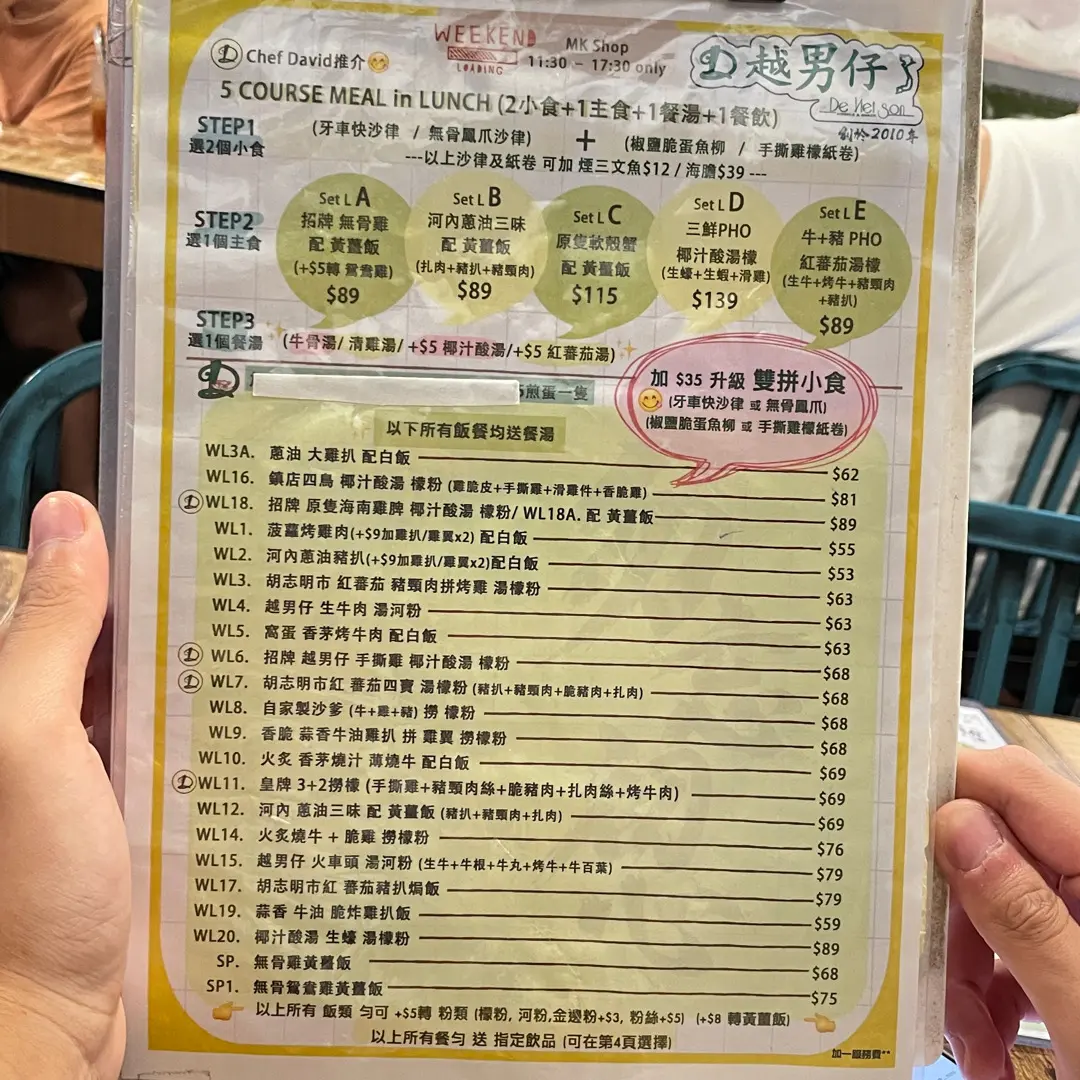 WEEKEND
LOADING
MK Shop
11:30 - 17:30 only
D Chef David推介
D 越男仔
De Nei Son
創於2010年
5 COURSE MEAL in LUNCH (2小食+1主食+1餐湯+1餐飲)
STEP1
選2個小食
(牙車快沙律 / 無骨鳳爪沙律) + (椒鹽脆蛋魚柳 / 手撕雞檬紙卷)
---以上沙律及紙卷 可加 煙三文魚$12 / 海膽$39 ---
STEP2
選1個主食
Set L A
招牌 無骨雞
配 黃薑飯
(+$5轉 鴛鴦雞)
$89
Set L B
河內蔥油三味
配 黃薑飯
(扎肉+豬扒+豬頸肉)
$89
Set L C
原隻軟殼蟹
配 黃薑飯
$115
Set L D
三鮮PHO
椰汁酸湯檬
(生蠔+生蝦+滑雞)
$139
Set L E
牛+豬 PHO
紅蕃茄湯檬
(生牛+烤牛+豬頸肉
+豬扒)
$89
STEP3
選1個餐湯
(牛骨湯/ 清雞湯/ +$5 椰汁酸湯/+$5 紅蕃茄湯)
D
煎蛋一隻
加 $35 升級 雙拼小食
(牙車快沙律 或 無骨鳳爪)
(椒鹽脆蛋魚柳 或 手撕雞檬紙卷)
以下所有飯餐均送餐湯
WL3A. 蔥油 大雞扒 配白飯 $62
WL16. 鎮店四鳥 椰汁酸湯 檬粉 (雞脆皮+手撕雞+滑雞件+香脆雞) $81
D WL18. 招牌 原隻海南雞髀 椰汁酸湯 檬粉/ WL18A. 配 黃薑飯 $89
WL1. 菠蘿烤雞肉(+$9加雞扒/雞翼x2) 配白飯 $55
WL2. 河內蔥油豬扒(+$9加雞扒/雞翼x2)配白飯 $53
WL3. 胡志明市 紅蕃茄 豬頸肉拼烤雞 湯檬粉 $63
WL4. 越男仔 生牛肉 湯河粉 $63
WL5. 窩蛋 香茅烤牛肉 配白飯 $63
D WL6. 招牌 越男仔 手撕雞 椰汁酸湯 檬粉 $68
D WL7. 胡志明市紅 蕃茄四寶 湯檬粉 (豬扒+豬頸肉+脆豬肉+扎肉) $68
WL8. 自家製沙爹 (牛+雞+豬) 撈 檬粉 $68
WL9. 香脆 蒜香牛油雞扒 拼 雞翼 撈檬粉 $68
WL10. 火炙 香茅燒汁 薄燒牛 配白飯 $69
D WL11. 皇牌 3+2撈檬 (手撕雞+豬頸肉絲+脆豬肉+扎肉絲+烤牛肉) $69
WL12. 河內 蔥油三味 配 黃薑飯 (豬扒+豬頸肉+扎肉) $69
WL14. 火炙燒牛 + 脆雞 撈檬粉 $76
WL15. 越男仔 火車頭 湯河粉 (生牛+牛根+牛丸+烤牛+牛百葉) $79
WL17. 胡志明市紅 蕃茄豬扒焗飯 $79
WL19. 蒜香 牛油 脆炸雞扒飯 $59
WL20. 椰汁酸湯 生蠔 湯檬粉 $89
SP. 無骨雞黃薑飯 $68
SP1. 無骨鴛鴦雞黃薑飯 $75
以上所有 飯類 勻可 +$5轉 粉類 (檬粉, 河粉,金邊粉+$3, 粉絲+$5) (+$8 轉黃薑飯)
以上所有餐勻 送 指定飲品 (可在第4頁選擇)
加一服務費**